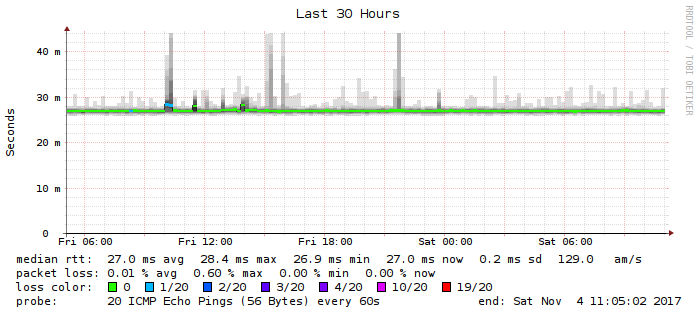 Last 30 Hours
RRDTOOL / TOBI OETIKER
Seconds
40 m
30 m
20 m
10 m
0
Fri 06:00 Fri 12:00 Fri 18:00 Sat 00:00 Sat 06:00
median rtt: 27.0 ms avg 28.4 ms max 26.9 ms min 27.0 ms now 0.2 ms sd 129.0 am/s
packet loss: 0.01 % avg 0.60 % max 0.00 % min 0.00 % now
loss color: 0 1/20 2/20 3/20 4/20 10/20 19/20
probe: 20 ICMP Echo Pings (56 Bytes) every 60s end: Sat Nov 4 11:05:02 2017